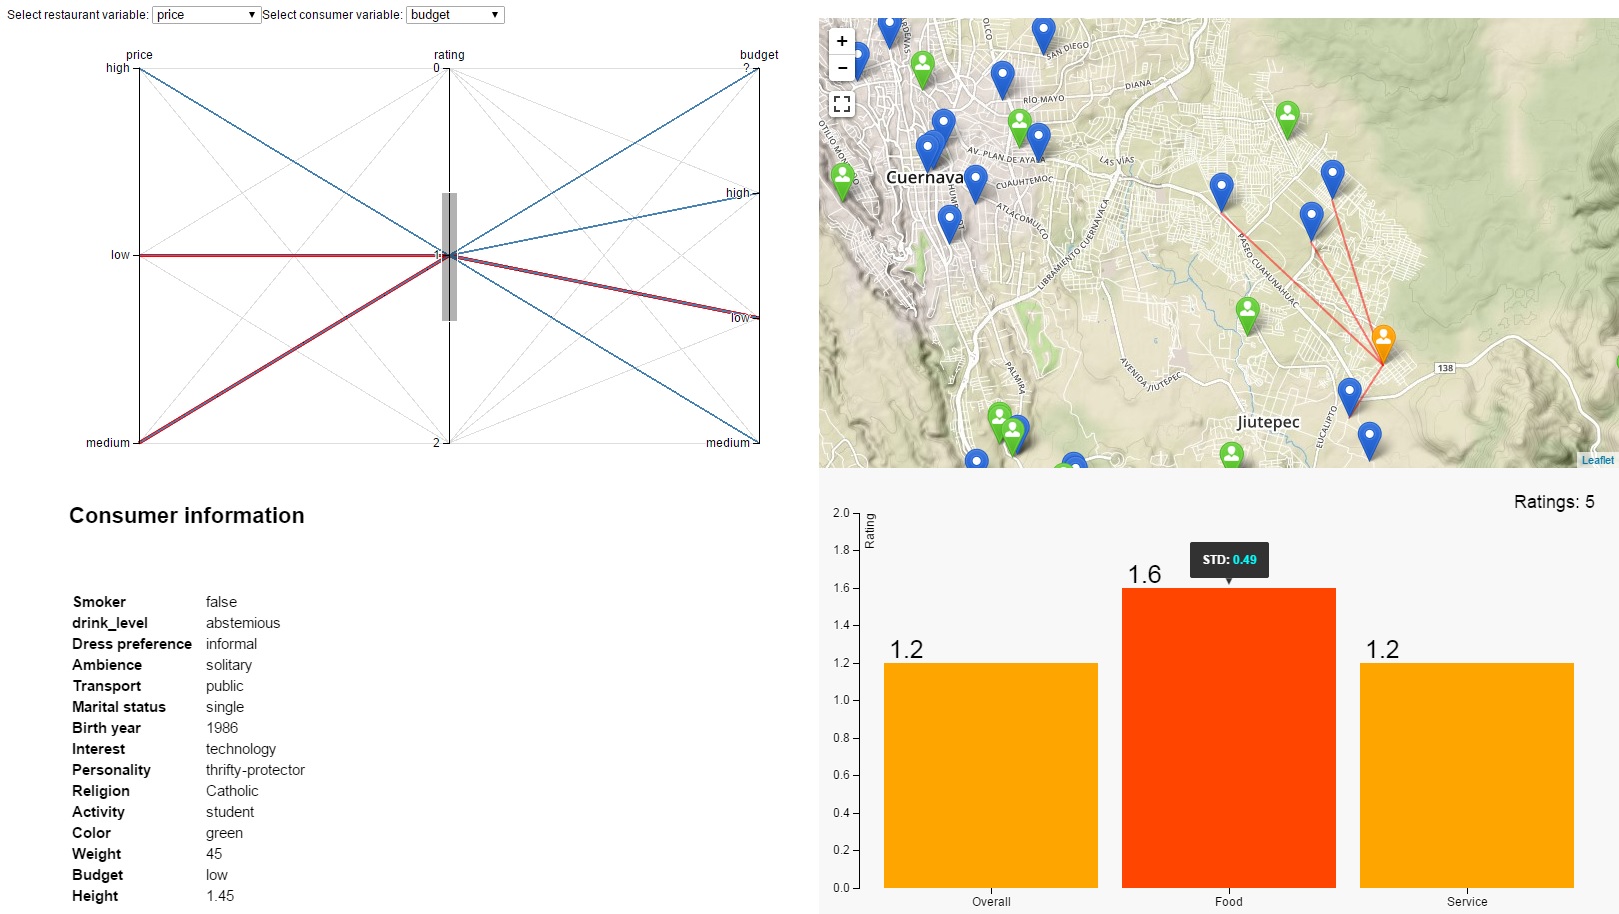 Select restaurant variable: price Select consumer variable: budget
price rating budget
high 0 ?
high
low 1
low
medium 2 medium
+
−
SAN DIEGO
DIANA
RÍO MAYO
AV. PLAN DE AYALA
LAS VÍAS
Cuernava
CUAUHTEMOC
ATLACOMULCO
LIBRAMIENTO CUERNAVACA
PASEO CUAHUNAHUAC
AVENIDA JIUTEPEC
PALMIRA
138
EUCALIPTO
Jiutepec
Leaflet
Consumer information
Smoker false
drink_level abstemious
Dress preference informal
Ambience solitary
Transport public
Marital status single
Birth year 1986
Interest technology
Personality thrifty-protector
Religion Catholic
Activity student
Color green
Weight 45
Budget low
Height 1.45
Ratings: 5
Rating
2.0
1.8
1.6
1.4
1.2
1.0
0.8
0.6
0.4
0.2
0.0
STD: 0.49
1.2 1.6 1.2
Overall Food Service